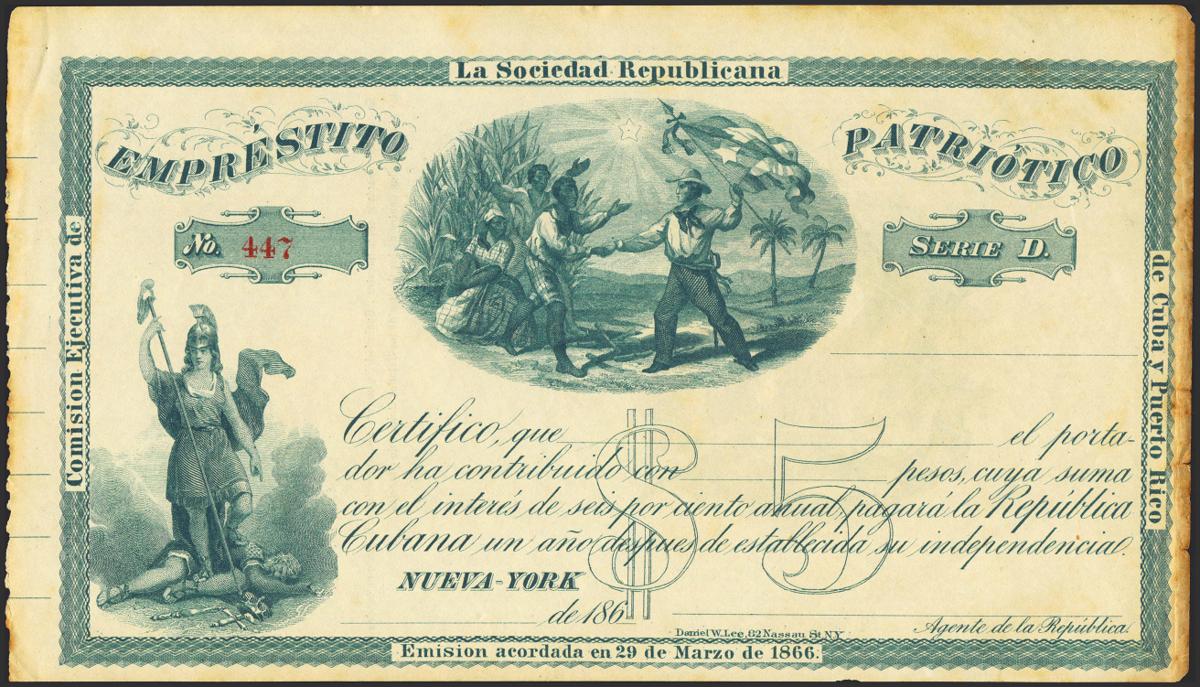 La Sociedad Republicana
EMPRÉSTITO
PATRIÓTICO
No. 447
SERIE D.
Comision Ejecutiva de
de Cuba y Puerto Rico
Certifico, que el porta-
dor ha contribuido con pesos, cuya suma
con el interés de seis por ciento anual, pagará la República
Cubana un año despues de establecida su independencia.
$5
NUEVA-YORK
de 186
Agente de la República.
Daniel W. Lee, 62 Nassau St. N.Y.
Emision acordada en 29 de Marzo de 1866.